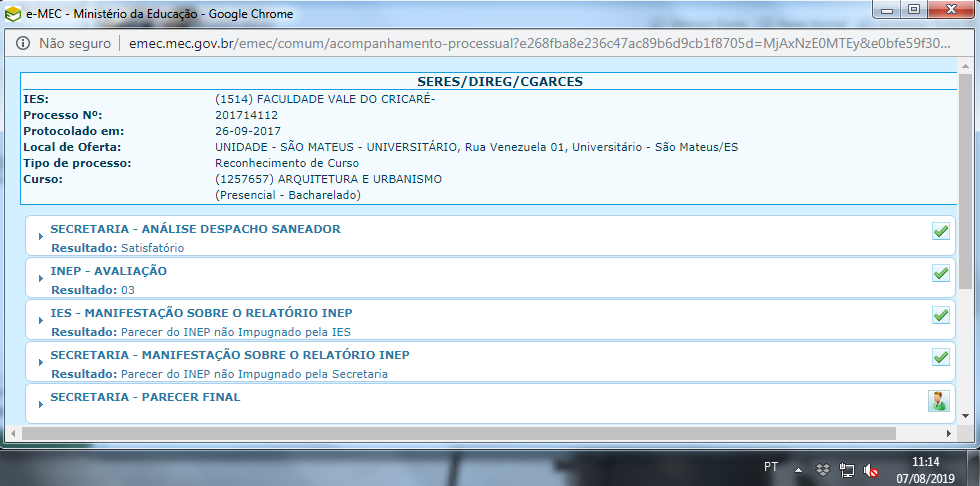 e-MEC - Ministério da Educação - Google Chrome
Não seguro | emec.mec.gov.br/emec/comum/acompanhamento-processual?e268fba8e236c47ac89b6d9cb1f8705d=MjAxNzE0MTEy&e0bfe59f30...
SERES/DIREG/CGARCES
IES: (1514) FACULDADE VALE DO CRICARÉ-
Processo Nº: 201714112
Protocolado em: 26-09-2017
Local de Oferta: UNIDADE - SÃO MATEUS - UNIVERSITÁRIO, Rua Venezuela 01, Universitário - São Mateus/ES
Tipo de processo: Reconhecimento de Curso
Curso: (1257657) ARQUITETURA E URBANISMO
(Presencial - Bacharelado)
SECRETARIA - ANÁLISE DESPACHO SANEADOR
Resultado: Satisfatório
INEP - AVALIAÇÃO
Resultado: 03
IES - MANIFESTAÇÃO SOBRE O RELATÓRIO INEP
Resultado: Parecer do INEP não Impugnado pela IES
SECRETARIA - MANIFESTAÇÃO SOBRE O RELATÓRIO INEP
Resultado: Parecer do INEP não Impugnado pela Secretaria
SECRETARIA - PARECER FINAL
PT
11:14
07/08/2019